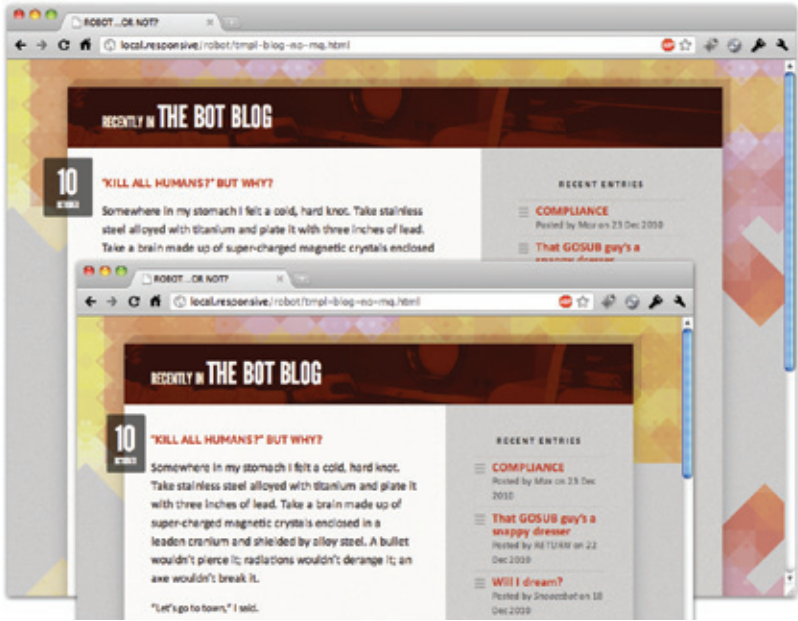 ROBOT...OR NOT?
local.responsive/robot/tmpl-blog-no-mq.html
RECENTLY IN THE BOT BLOG
10
OCTOBER
"KILL ALL HUMANS?" BUT WHY?
Somewhere in my stomach I felt a cold, hard knot. Take stainless
steel alloyed with titanium and plate it with three inches of lead.
Take a brain made up of super-charged magnetic crystals enclosed
RECENT ENTRIES
COMPLIANCE
Posted by Max on 23 Dec 2010
That GOSUB guy's a
snappy dresser
ROBOT...OR NOT?
local.responsive/robot/tmpl-blog-no-mq.html
RECENTLY IN THE BOT BLOG
10
OCTOBER
"KILL ALL HUMANS?" BUT WHY?
Somewhere in my stomach I felt a cold, hard knot.
Take stainless steel alloyed with titanium and plate it
with three inches of lead. Take a brain made up of
super-charged magnetic crystals enclosed in a
leaden cranium and shielded by alloy steel. A bullet
wouldn't pierce it; radiations wouldn't derange it; an
axe wouldn't break it.
"Let's go to town," I said.
RECENT ENTRIES
COMPLIANCE
Posted by Max on 23 Dec
2010
That GOSUB guy's a
snappy dresser
Posted by RETURN on 22
Dec 2010
Will I dream?
Posted by Snoozebot on 18
Dec 2010